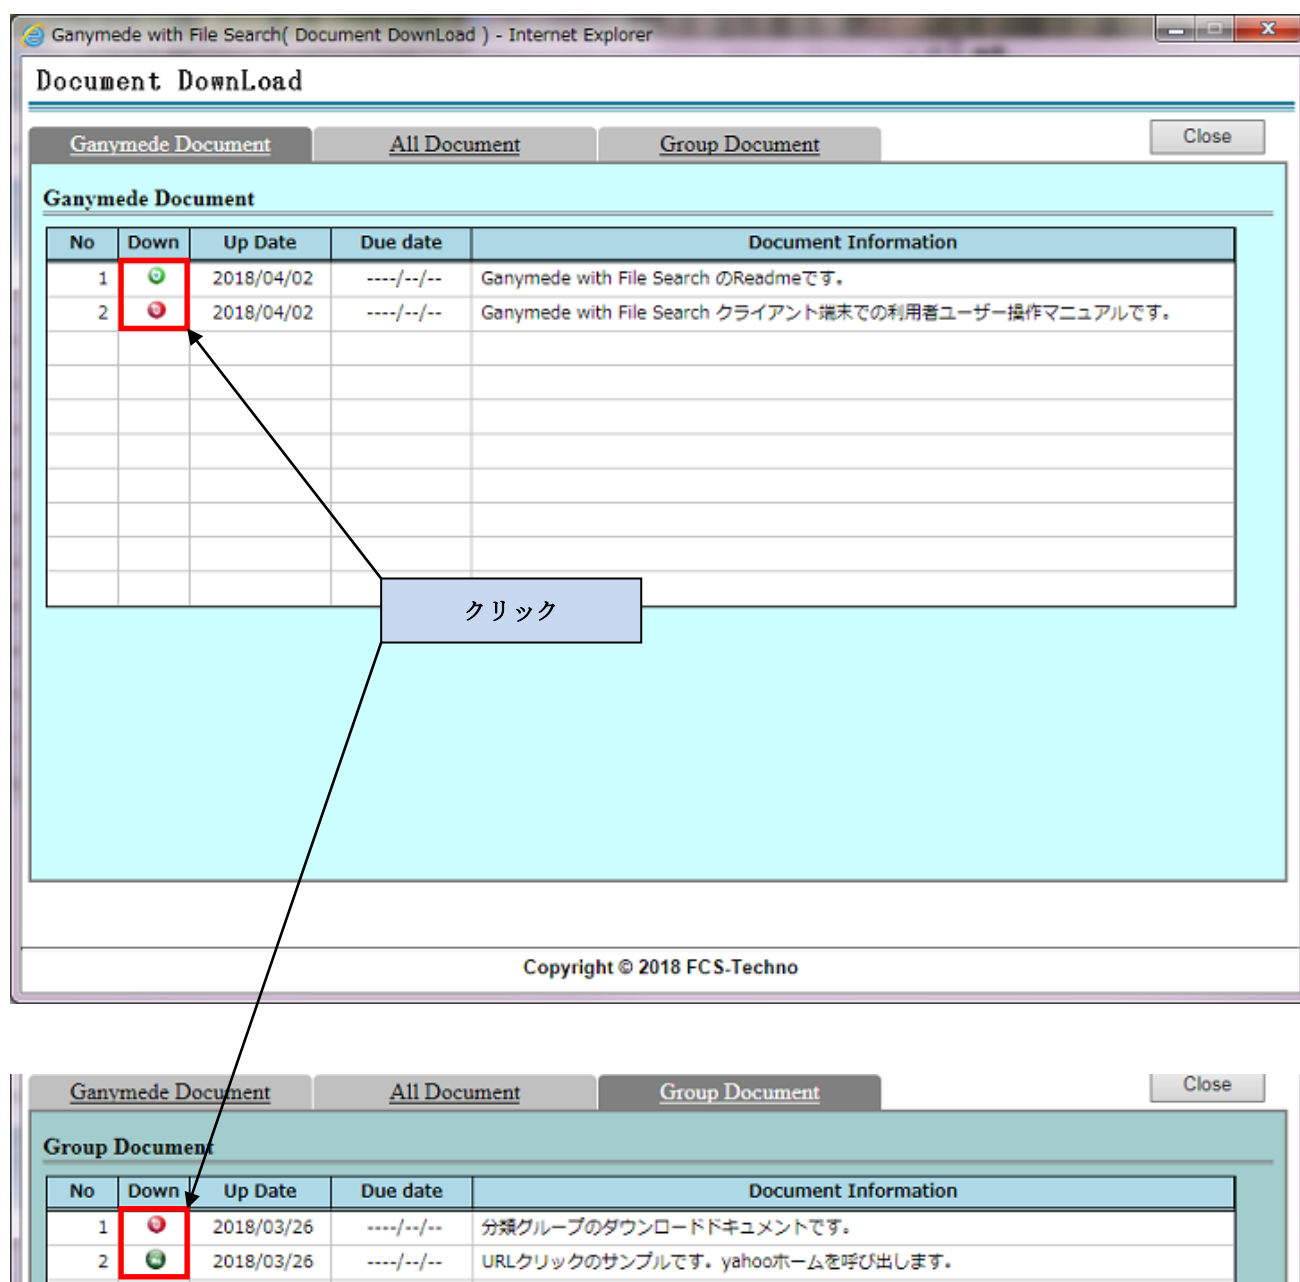 Ganymede with File Search( Document DownLoad ) - Internet Explorer
Document DownLoad
Ganymede Document All Document Group Document Close
Ganymede Document
No Down Up Date Due date Document Information
1 2018/04/02 ----/--/-- Ganymede with File Search のReadmeです。
2 2018/04/02 ----/--/-- Ganymede with File Search クライアント端末での利用者ユーザー操作マニュアルです。
クリック
Copyright © 2018 FCS-Techno
Ganymede Document All Document Group Document Close
Group Document
No Down Up Date Due date Document Information
1 2018/03/26 ----/--/-- 分類グループのダウンロードドキュメントです。
2 2018/03/26 ----/--/-- URLクリックのサンプルです。yahooホームを呼び出します。